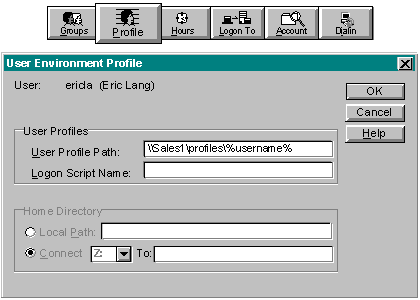 Groups Profile Hours Logon To Account Dialin
User Environment Profile
User: ericla (Eric Lang)
OK
Cancel
Help
User Profiles
User Profile Path: \\Sales1\profiles\%username%
Logon Script Name:
Home Directory
Local Path:
Connect Z: To: